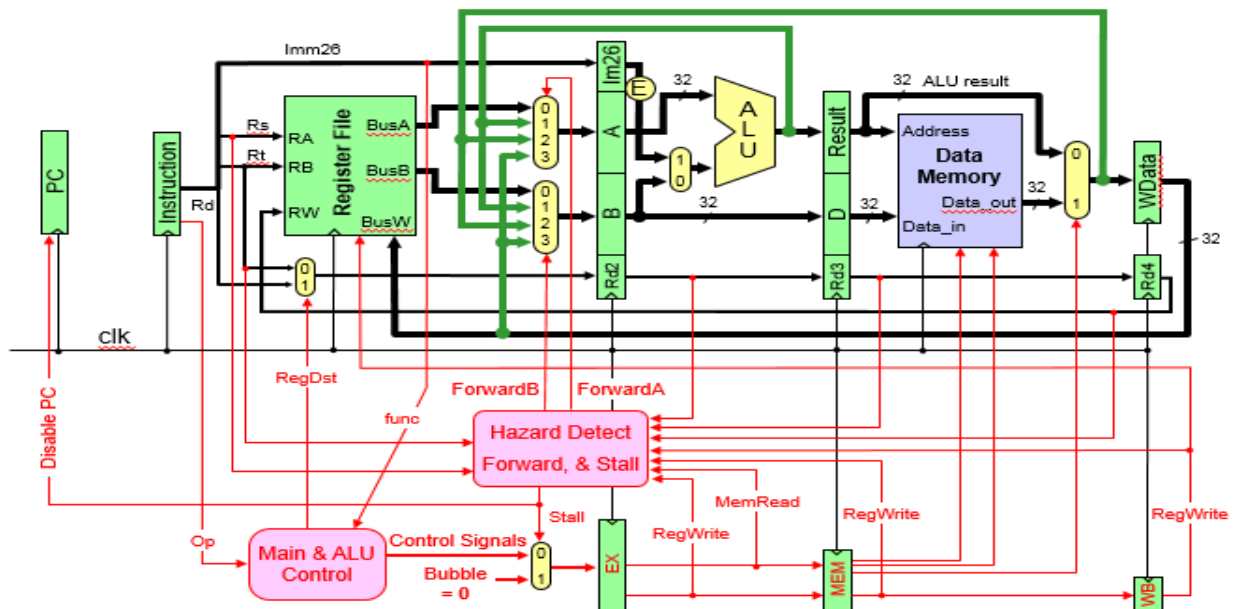 Imm26
Im26
32
E
32
ALU result
PC
Instruction
Rs
Rt
Rd
RA
RB
RW
Register File
BusA
BusB
BusW
0
1
2
3
0
1
2
3
A
B
1
0
A
L
U
32
Result
D
32
Address
Data
Memory
Data_out
Data_in
32
0
1
WData
32
0
1
Rd2
Rd3
Rd4
clk
RegDst
ForwardB
ForwardA
func
Disable PC
Hazard Detect
Forward, & Stall
MemRead
RegWrite
RegWrite
RegWrite
Stall
Op
Main & ALU
Control
Control Signals
Bubble
= 0
0
1
EX
MEM
WB